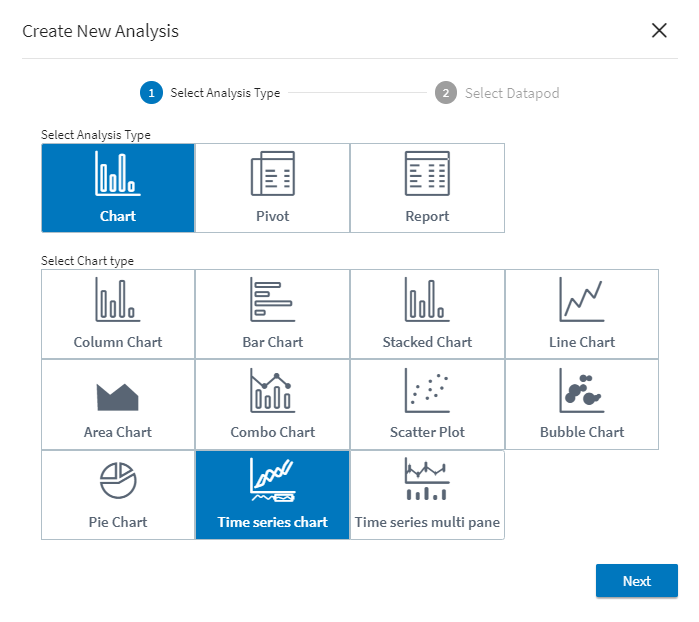 Create New Analysis
1 Select Analysis Type 2 Select Datapod
Select Analysis Type
Chart Pivot Report
Select Chart type
Column Chart Bar Chart Stacked Chart Line Chart
Area Chart Combo Chart Scatter Plot Bubble Chart
Pie Chart Time series chart Time series multi pane
Next